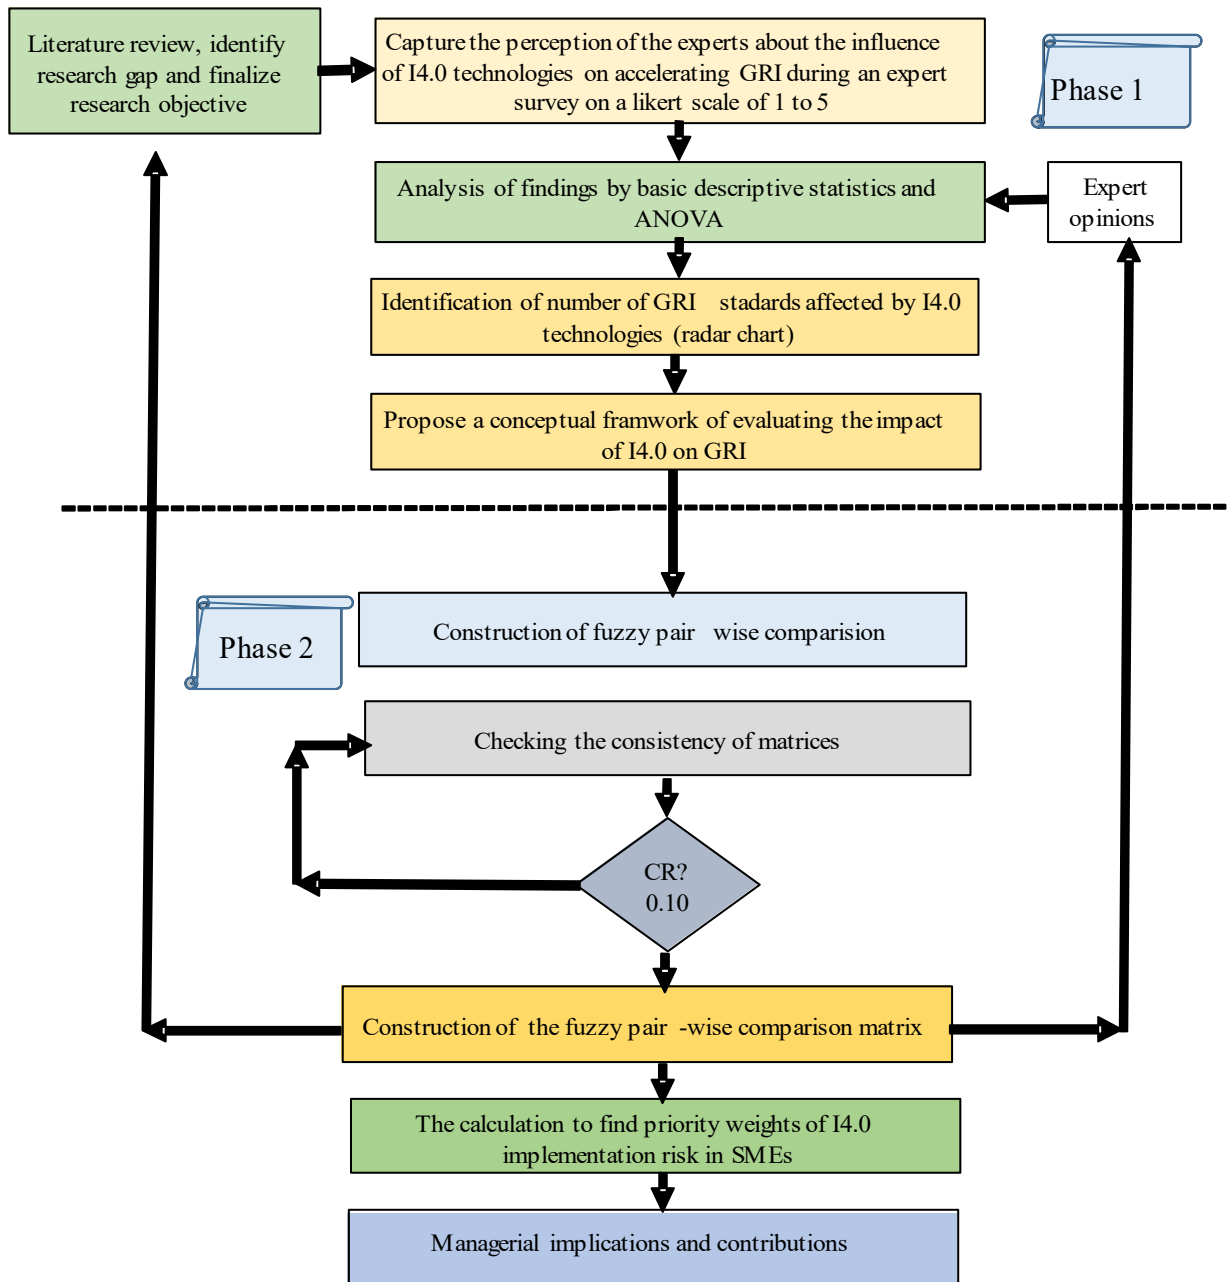 Literature review, identify
research gap and finalize
research objective
Capture the perception of the experts about the influence
of I4.0 technologies on accelerating GRI during an expert
survey on a likert scale of 1 to 5
Phase 1
Analysis of findings by basic descriptive statistics and
ANOVA
Expert
opinions
Identification of number of GRI stadards affected by I4.0
technologies (radar chart)
Propose a conceptual framwork of evaluating the impact
of I4.0 on GRI
Phase 2
Construction of fuzzy pair wise comparision
Checking the consistency of matrices
CR?
0.10
Construction of the fuzzy pair -wise comparison matrix
The calculation to find priority weights of I4.0
implementation risk in SMEs
Managerial implications and contributions